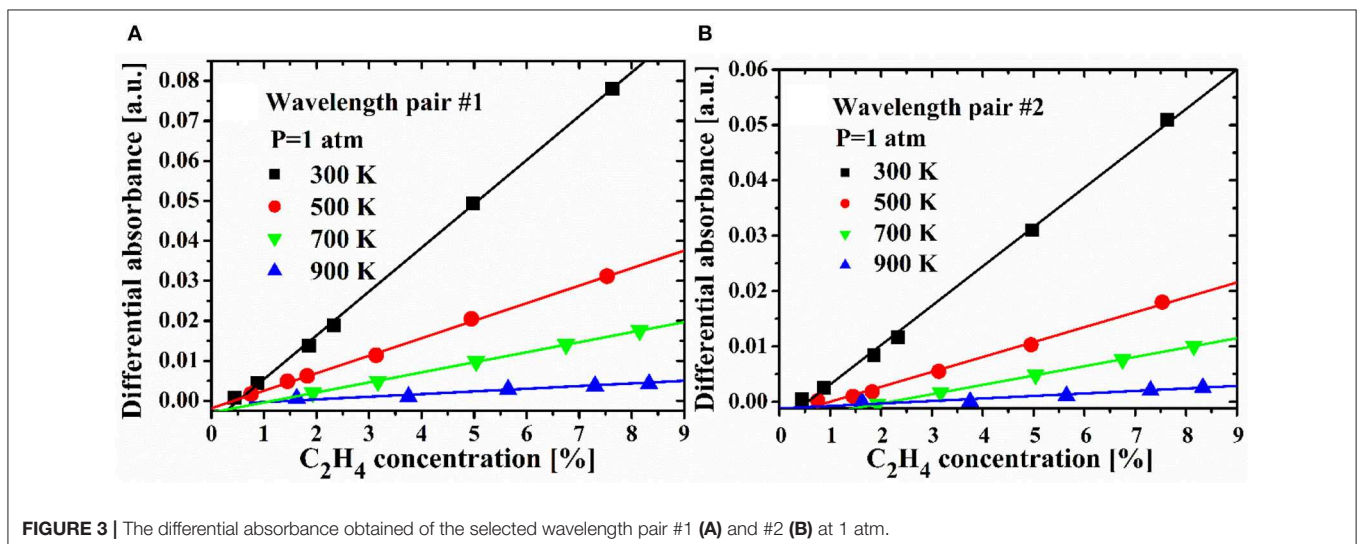 A
Differential absorbance [a.u.]
0.08
0.07
0.06
0.05
0.04
0.03
0.02
0.01
0.00
Wavelength pair #1
P=1 atm
300 K
500 K
700 K
900 K
0 1 2 3 4 5 6 7 8 9
C₂H₄ concentration [%]
B
Differential absorbance [a.u.]
0.06
0.05
0.04
0.03
0.02
0.01
0.00
Wavelength pair #2
P=1 atm
300 K
500 K
700 K
900 K
0 1 2 3 4 5 6 7 8 9
C₂H₄ concentration [%]
FIGURE 3 | The differential absorbance obtained of the selected wavelength pair #1 (A) and #2 (B) at 1 atm.